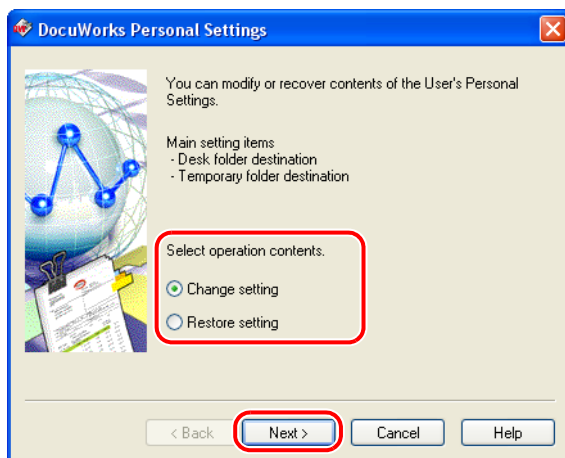 DocuWorks Personal Settings
You can modify or recover contents of the User's Personal
Settings.
Main setting items
- Desk folder destination
- Temporary folder destination
Select operation contents.
Change setting
Restore setting
< Back Next > Cancel Help